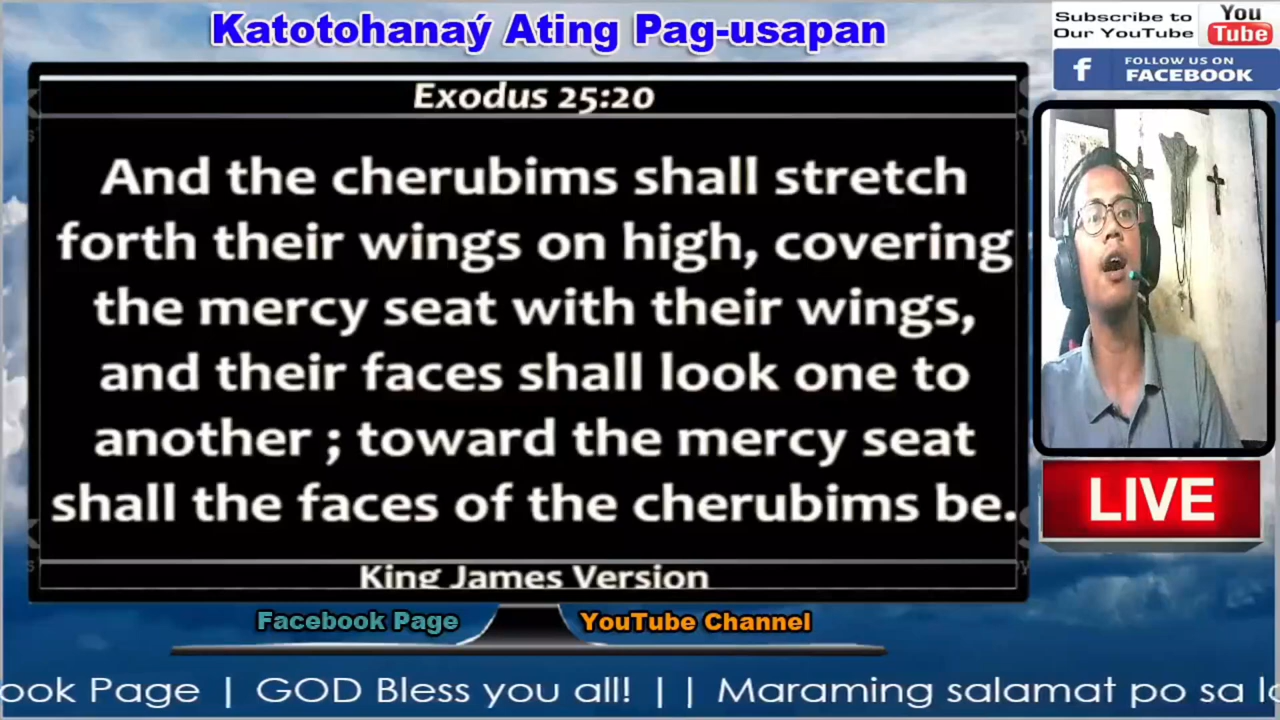 Katotohanaý Ating Pag-usapan
Subscribe to
Our YouTube
You
Tube
f
FOLLOW US ON
FACEBOOK
Exodus 25:20
And the cherubims shall stretch
forth their wings on high, covering
the mercy seat with their wings,
and their faces shall look one to
another ; toward the mercy seat
shall the faces of the cherubims be.
King James Version
LIVE
Facebook Page
YouTube Channel
ook Page | GOD Bless you all! | | Maraming salamat po sa